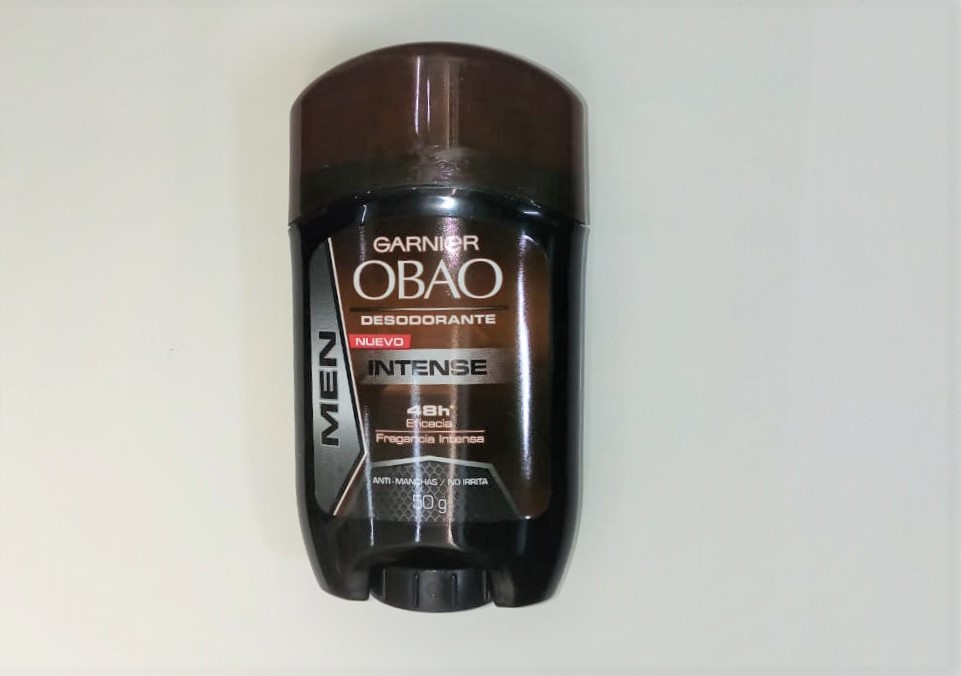 GARNIER
OBAO
DESODORANTE
NUEVO
INTENSE
MEN
48h*
Eficacia
Fragancia Intensa
ANTI-MANCHAS / NO IRRITA
50 g